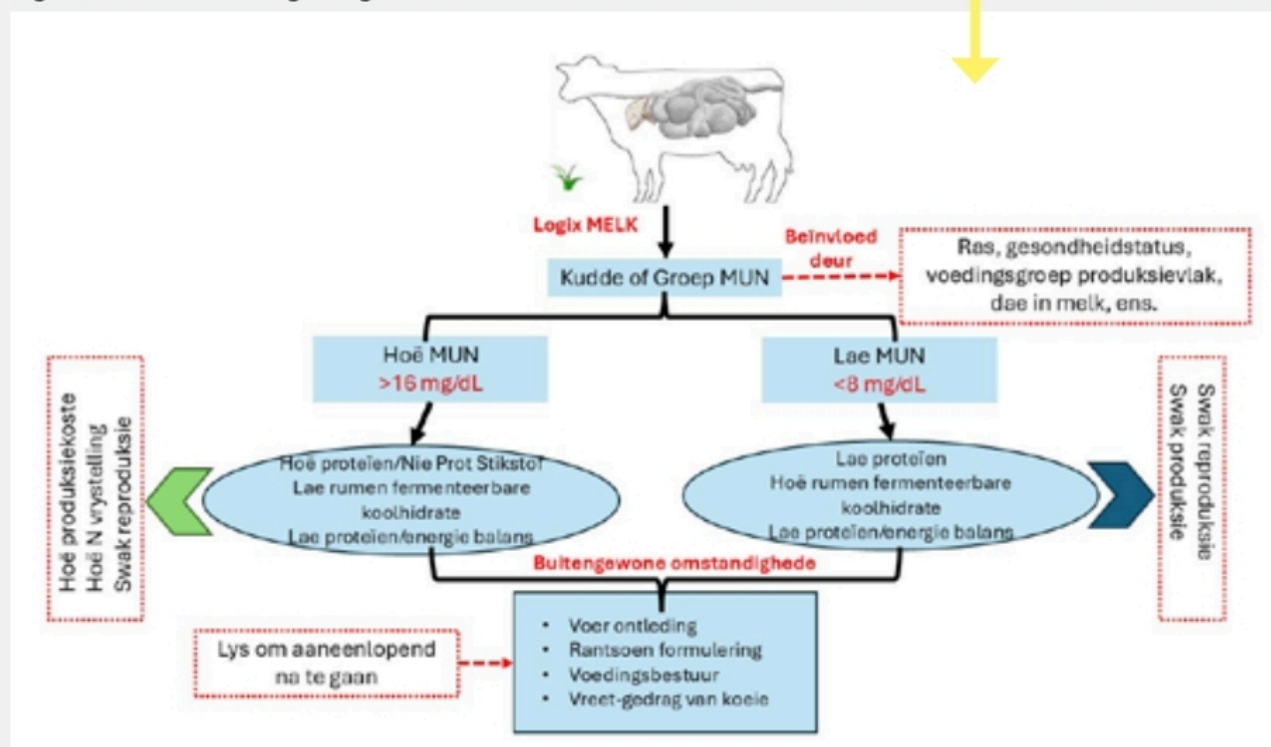 Logix MELK
Beïnvloed
deur
Kudde of Groep MUN
Ras, gesondheidstatus,
voedingsgroep produksievlak,
dae in melk, ens.
Hoë MUN
>16 mg/dL
Lae MUN
<8 mg/dL
Hoë produksiekoste
Hoë N vrystelling
Swak reproduksie
Hoë proteïen/Nie Prot Stikstof
Lae rumen fermenteerbare
koolhidrate
Lae proteïen/energie balans
Lae proteïen
Hoë rumen fermenteerbare
koolhidrate
Lae proteïen/energie balans
Swak reproduksie
Swak produksie
Buitengewone omstandighede
Lys om aaneenlopend
na te gaan
• Voer ontleding
• Rantsoen formulering
• Voedingsbestuur
• Vreet-gedrag van koeie